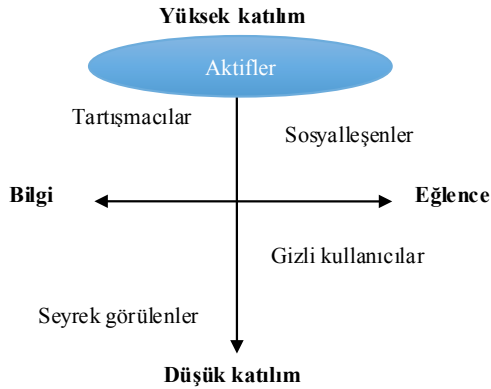 Yüksek katılım
Aktifler
Tartışmacılar
Sosyalleşenler
Bilgi
Eğlence
Gizli kullanıcılar
Seyrek görülenler
Düşük katılım